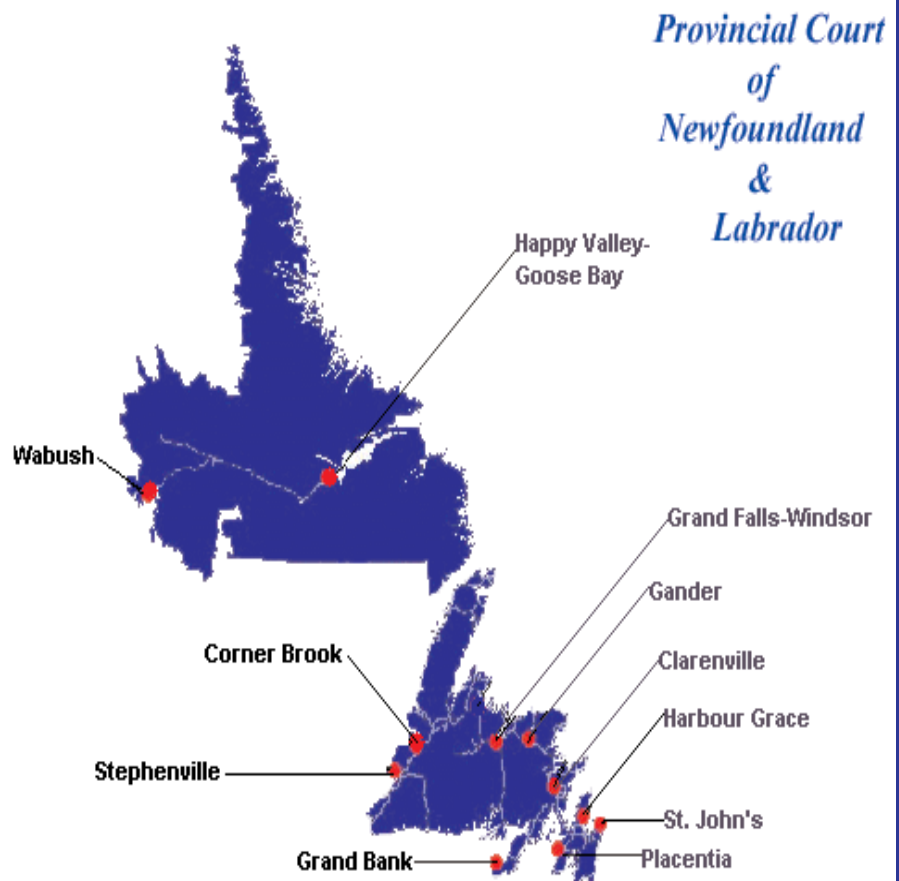 Provincial Court
of
Newfoundland
&
Labrador
Happy Valley-
Goose Bay
Wabush
Grand Falls-Windsor
Gander
Corner Brook
Clarenville
Harbour Grace
Stephenville
St. John's
Grand Bank
Placentia